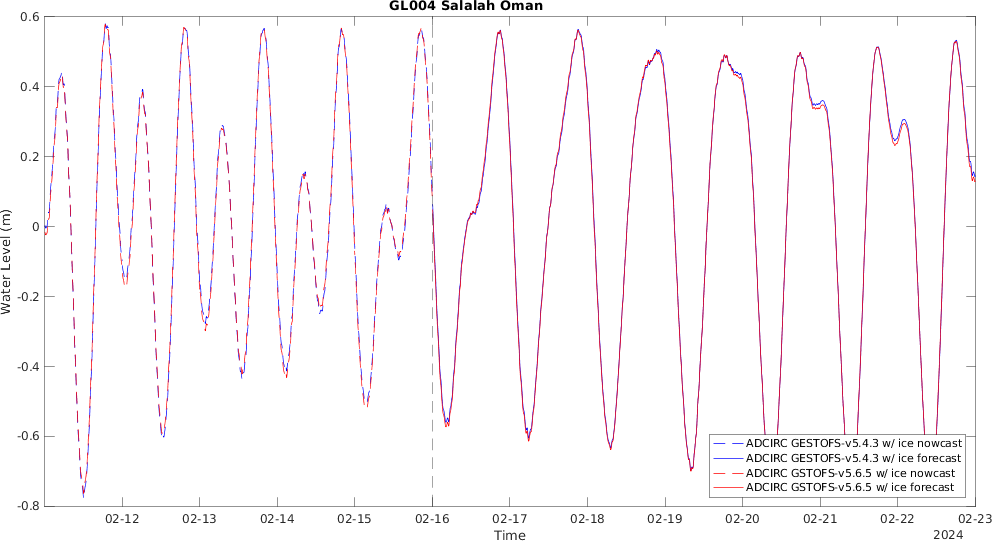 GL004 Salalah Oman
0.6
0.4
0.2
0
-0.2
-0.4
-0.6
-0.8
Water Level (m)
ADCIRC GESTOFS-v5.4.3 w/ ice nowcast
ADCIRC GESTOFS-v5.4.3 w/ ice forecast
ADCIRC GSTOFS-v5.6.5 w/ ice nowcast
ADCIRC GSTOFS-v5.6.5 w/ ice forecast
02-12 02-13 02-14 02-15 02-16 02-17 02-18 02-19 02-20 02-21 02-22 02-23
Time
2024